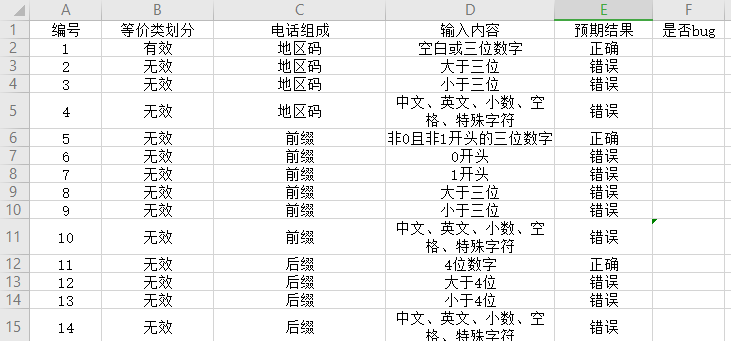 A B C D E F
1 编号 等价类划分 电话组成 输入内容 预期结果 是否bug
2 1 有效 地区码 空白或三位数字 正确
3 2 无效 地区码 大于三位 错误
4 3 无效 地区码 小于三位 错误
5 4 无效 地区码 中文、英文、小数、空
格、特殊字符 错误
6 5 无效 前缀 非0且非1开头的三位数字 正确
7 6 无效 前缀 0开头 错误
8 7 无效 前缀 1开头 错误
9 8 无效 前缀 大于三位 错误
10 9 无效 前缀 小于三位 错误
11 10 无效 前缀 中文、英文、小数、空
格、特殊字符 错误
12 11 无效 后缀 4位数字 正确
13 12 无效 后缀 大于4位 错误
14 13 无效 后缀 小于4位 错误
15 14 无效 后缀 中文、英文、小数、空
格、特殊字符 错误